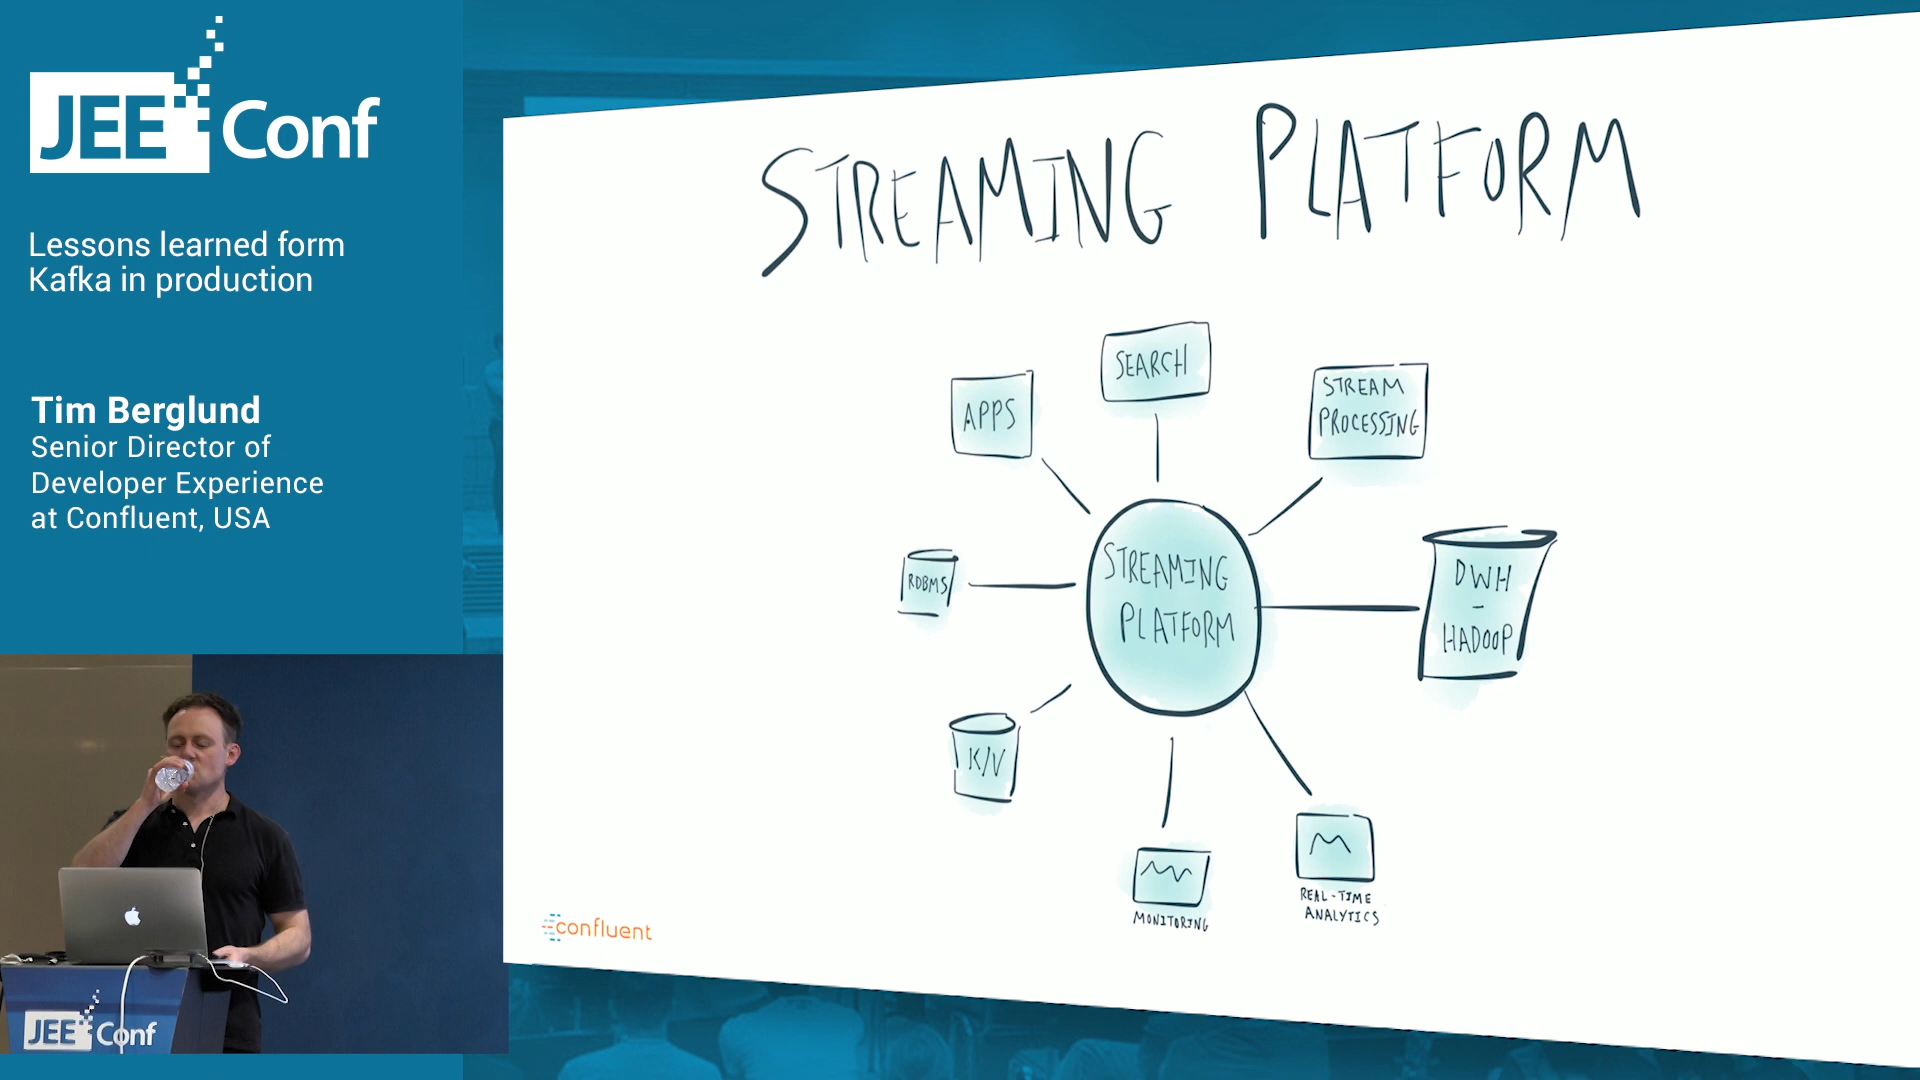 JEE Conf
Lessons learned form
Kafka in production
Tim Berglund
Senior Director of
Developer Experience
at Confluent, USA
JEE Conf
STREAMING PLATFORM
SEARCH
APPS
STREAM
PROCESSING
STREAMING
PLATFORM
RDBMS
DWH
-
HADOOP
K/V
MONITORING
REAL-TIME
ANALYTICS
confluent